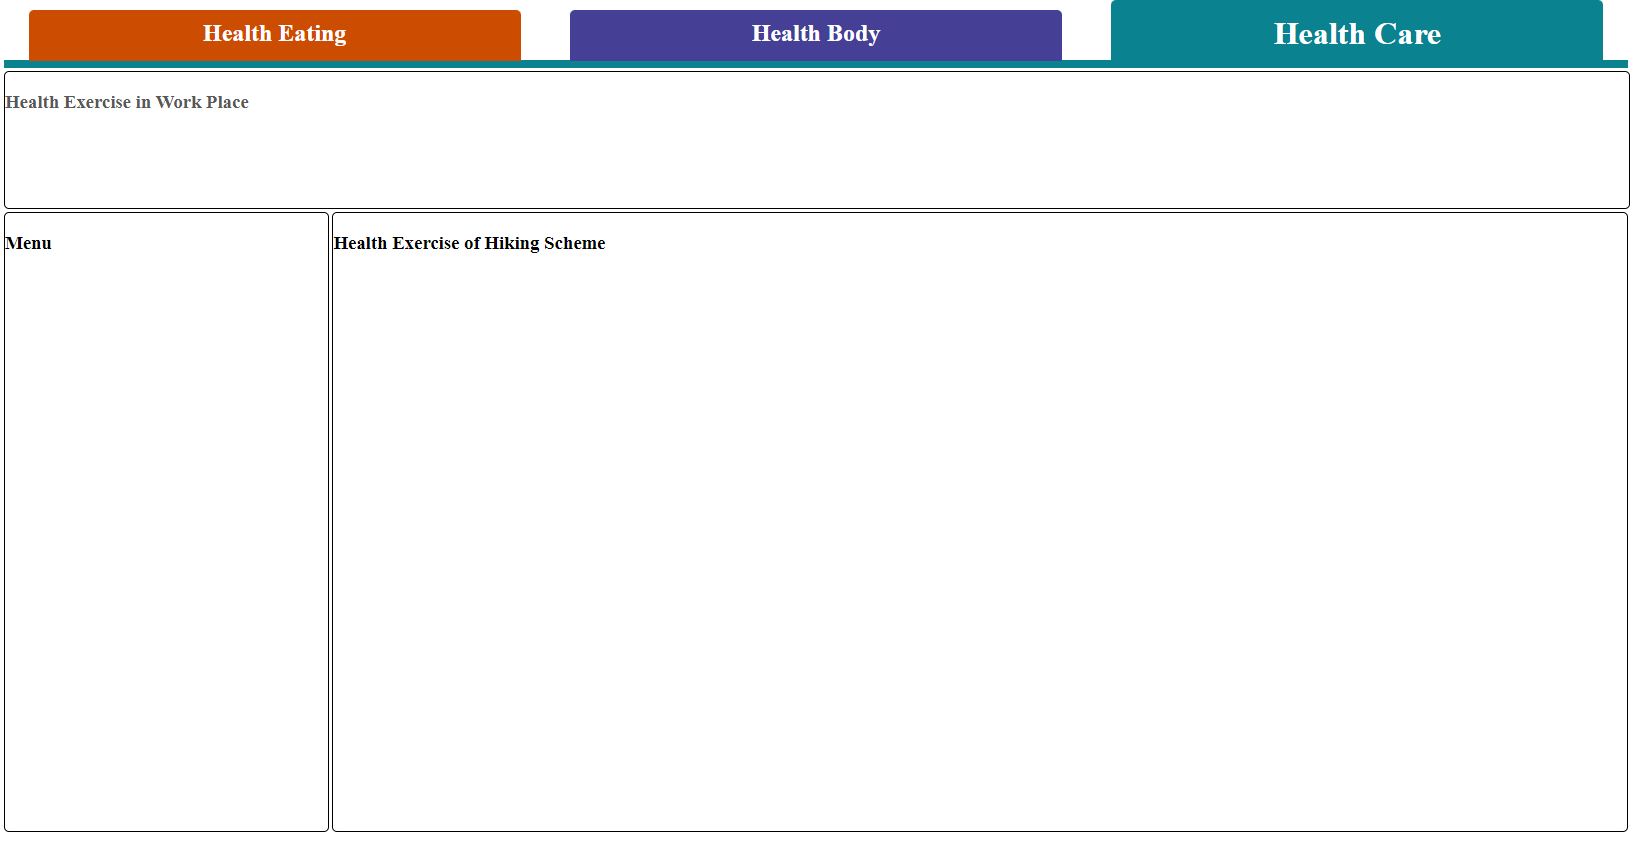 Health Eating
Health Body
Health Care
Health Exercise in Work Place
Menu
Health Exercise of Hiking Scheme